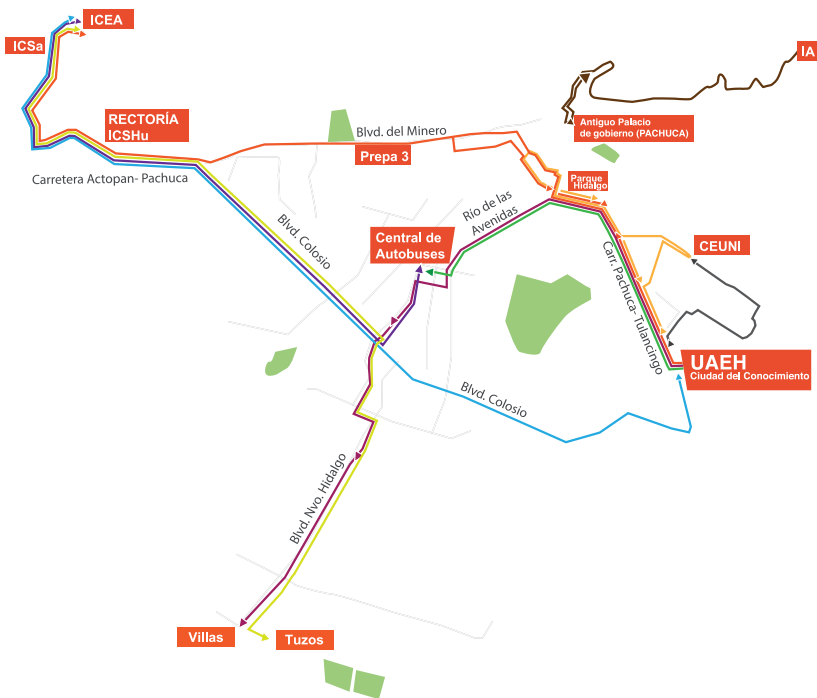 ICEA
ICSa
IA
RECTORÍA
ICSHu
Antiguo Palacio
de gobierno (PACHUCA)
Blvd. del Minero
Prepa 3
Carretera Actopan- Pachuca
Parque
Hidalgo
Río de las
Avenidas
Blvd. Colosio
Central de
Autobuses
CEUNI
Carr. Pachuca- Tulancingo
UAEH
Ciudad del Conocimiento
Blvd. Colosio
Blvd. Nvo. Hidalgo
Villas
Tuzos